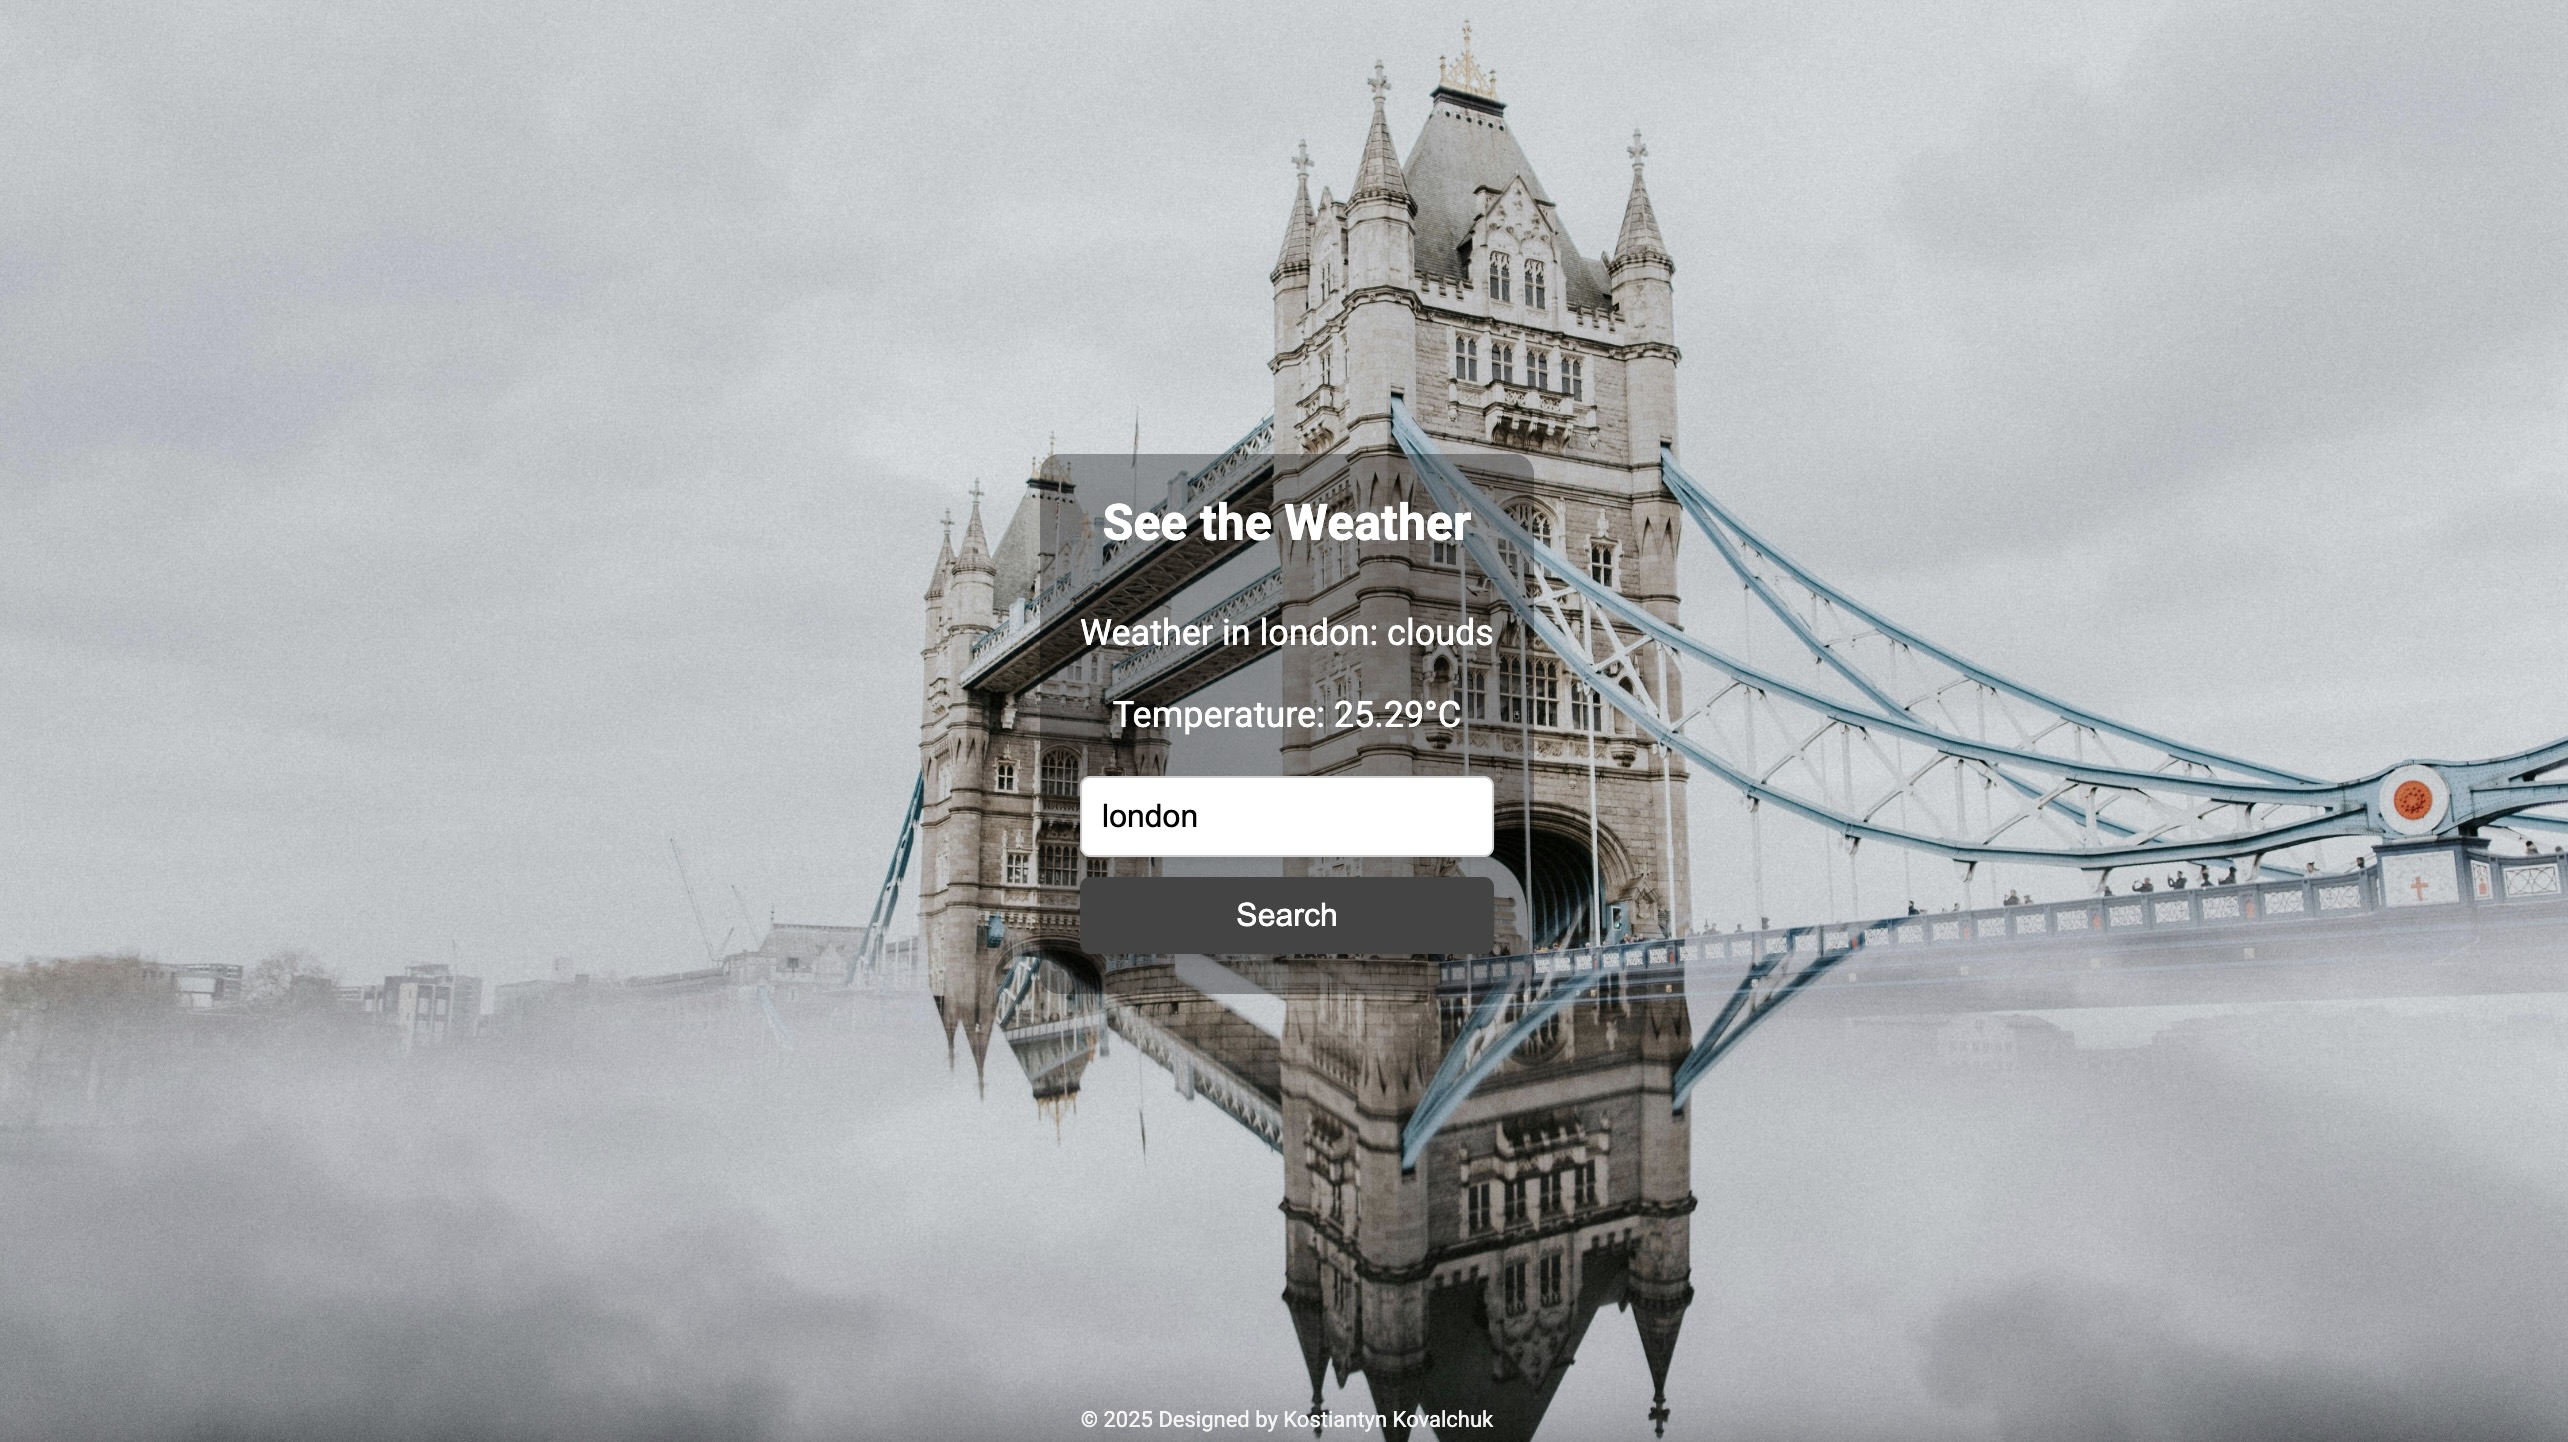 See the Weather
Weather in london: clouds
Temperature: 25.29°C
london
Search
© 2025 Designed by Kostiantyn Kovalchuk